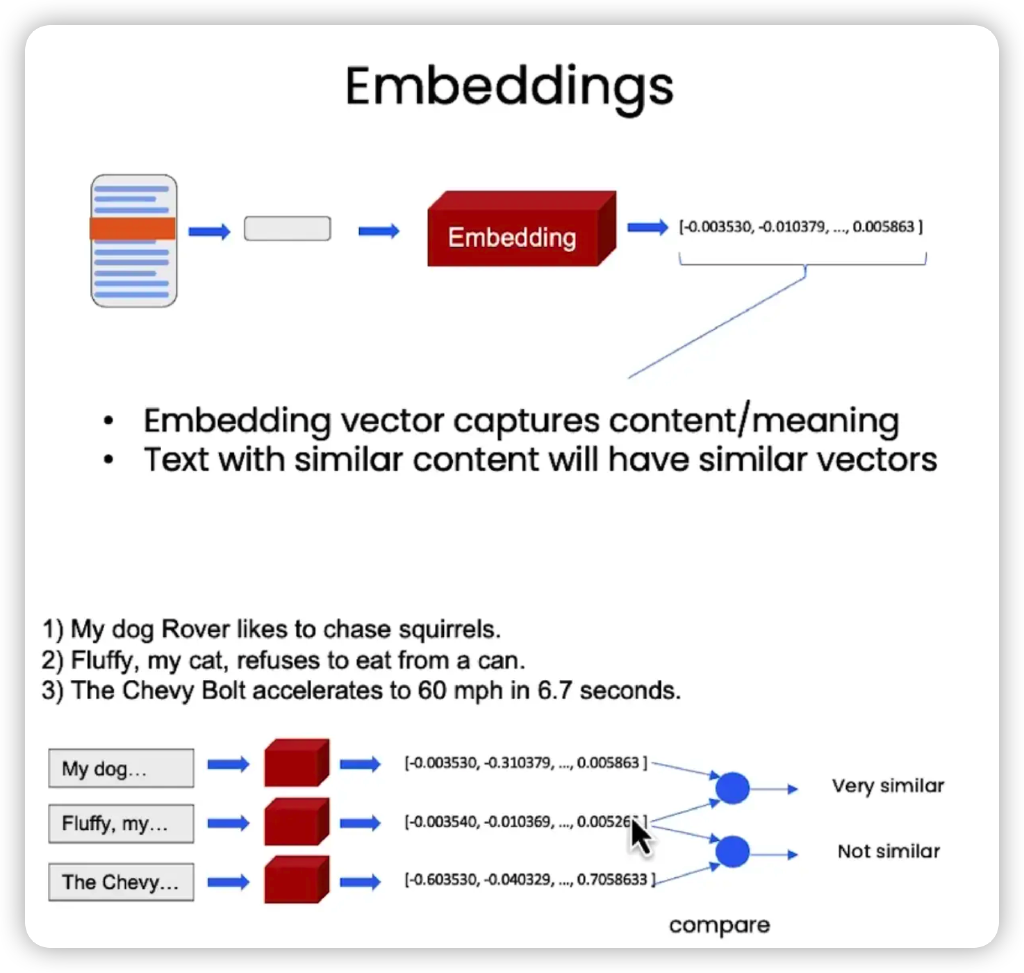 Embeddings
Embedding
[-0.003530, -0.010379, ..., 0.005863 ]
• Embedding vector captures content/meaning
• Text with similar content will have similar vectors
1) My dog Rover likes to chase squirrels.
2) Fluffy, my cat, refuses to eat from a can.
3) The Chevy Bolt accelerates to 60 mph in 6.7 seconds.
My dog...
[-0.003530, -0.310379, ..., 0.005863 ]
Very similar
Fluffy, my...
[-0.003540, -0.010369, ...,
Not similar
The Chevy...
[-0.603530, -0.040329, ..., 0.7058633 ]
compare